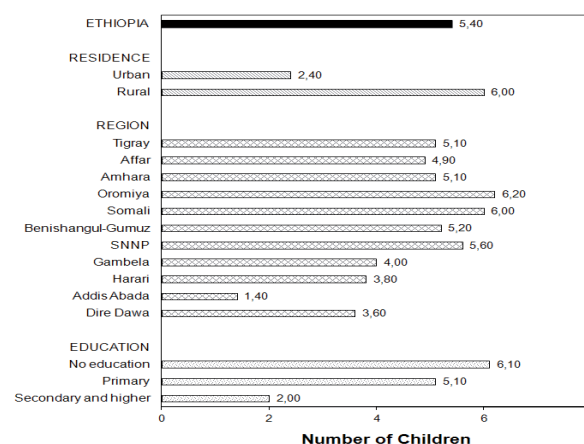 ETHIOPIA 5,40
RESIDENCE
Urban 2,40
Rural 6,00
REGION
Tigray 5,10
Affar 4,90
Amhara 5,10
Oromiya 6,20
Somali 6,00
Benishangul-Gumuz 5,20
SNNP 5,60
Gambela 4,00
Harari 3,80
Addis Abada 1,40
Dire Dawa 3,60
EDUCATION
No education 6,10
Primary 5,10
Secondary and higher 2,00
0 2 4 6
Number of Children